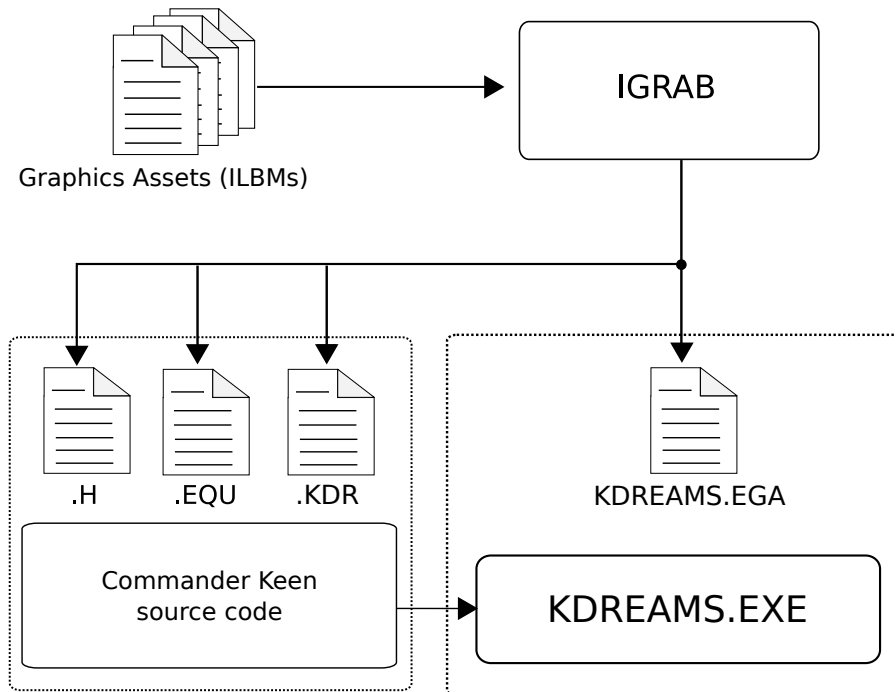 IGRAB
Graphics Assets (ILBMs)
.H
.EQU
.KDR
KDREAMS.EGA
Commander Keen
source code
KDREAMS.EXE